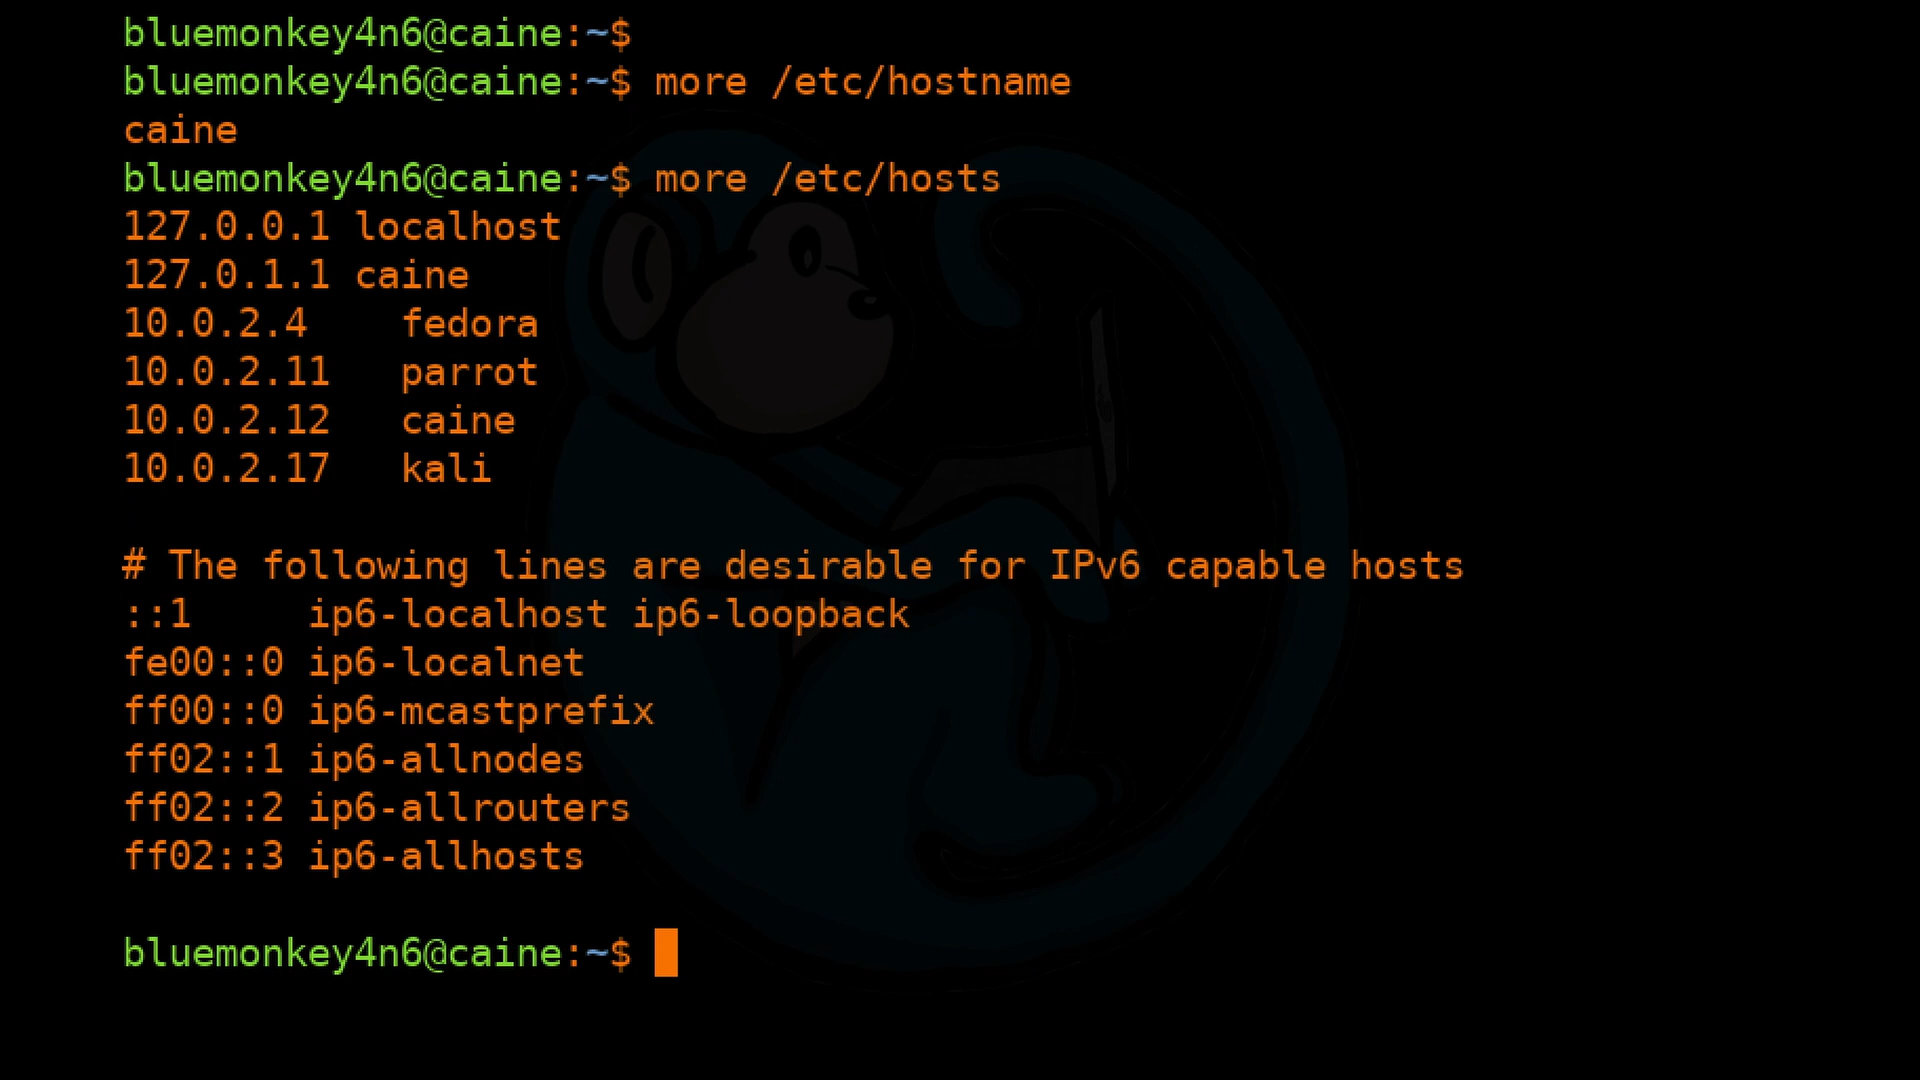 bluemonkey4n6@caine:~$
bluemonkey4n6@caine:~$ more /etc/hostname
caine
bluemonkey4n6@caine:~$ more /etc/hosts
127.0.0.1 localhost
127.0.1.1 caine
10.0.2.4    fedora
10.0.2.11   parrot
10.0.2.12   caine
10.0.2.17   kali

# The following lines are desirable for IPv6 capable hosts
::1     ip6-localhost ip6-loopback
fe00::0 ip6-localnet
ff00::0 ip6-mcastprefix
ff02::1 ip6-allnodes
ff02::2 ip6-allrouters
ff02::3 ip6-allhosts

bluemonkey4n6@caine:~$